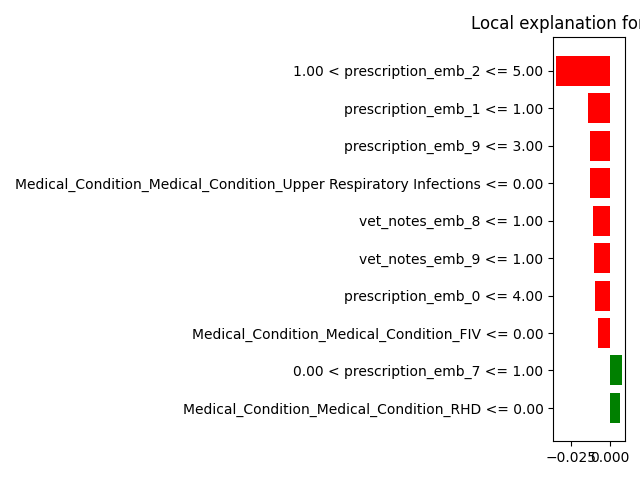 Local explanation for
1.00 < prescription_emb_2 <= 5.00
prescription_emb_1 <= 1.00
prescription_emb_9 <= 3.00
Medical_Condition_Medical_Condition_Upper Respiratory Infections <= 0.00
vet_notes_emb_8 <= 1.00
vet_notes_emb_9 <= 1.00
prescription_emb_0 <= 4.00
Medical_Condition_Medical_Condition_FIV <= 0.00
0.00 < prescription_emb_7 <= 1.00
Medical_Condition_Medical_Condition_RHD <= 0.00
−0.025 0.000